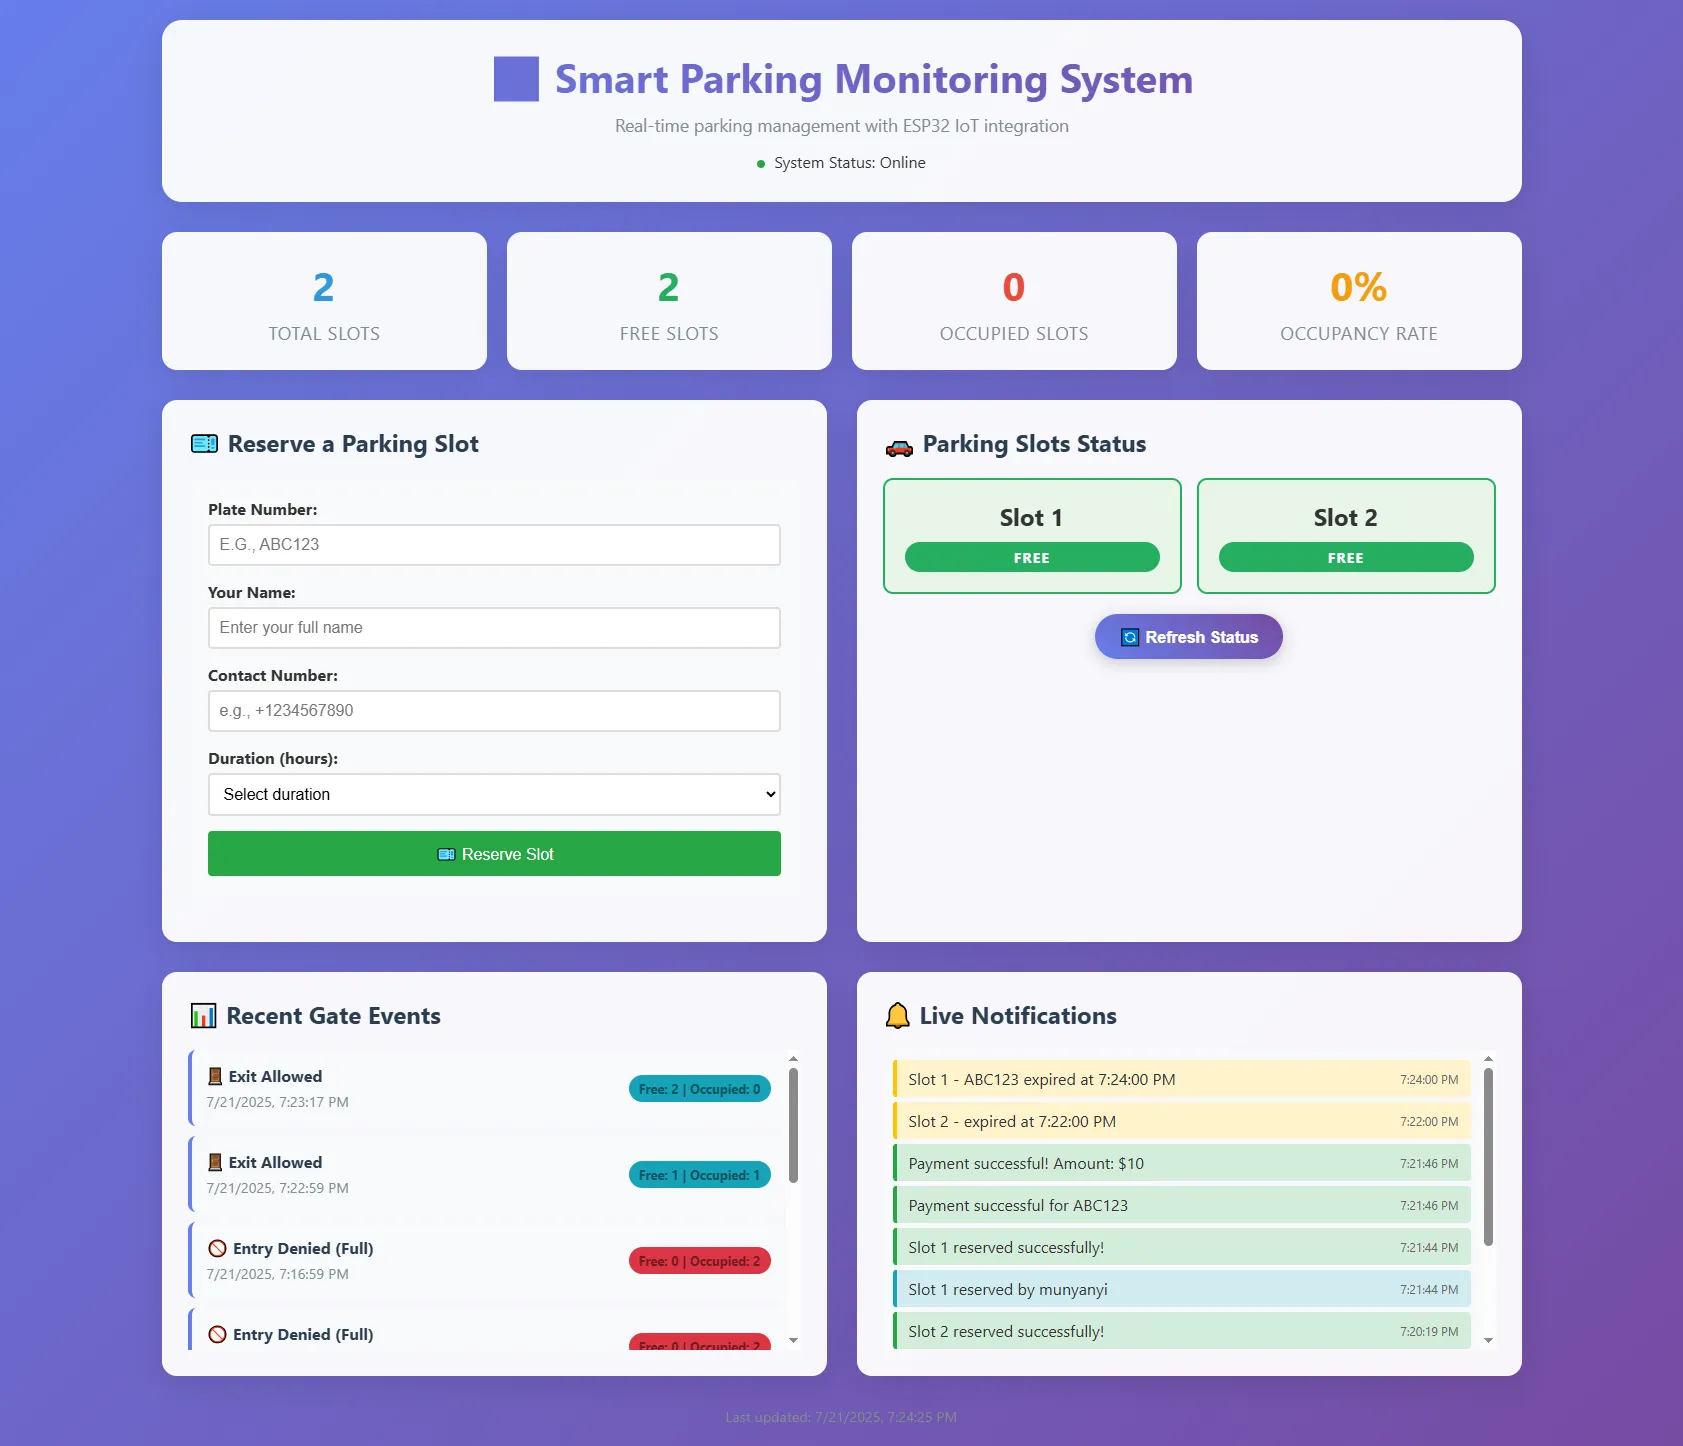 Smart Parking Monitoring System
Real-time parking management with ESP32 IoT integration
System Status: Online
2
TOTAL SLOTS
2
FREE SLOTS
0
OCCUPIED SLOTS
0%
OCCUPANCY RATE
Reserve a Parking Slot
Plate Number:
E.G., ABC123
Your Name:
Enter your full name
Contact Number:
e.g., +1234567890
Duration (hours):
Select duration
Reserve Slot
Parking Slots Status
Slot 1
FREE
Slot 2
FREE
Refresh Status
Recent Gate Events
Exit Allowed
7/21/2025, 7:23:17 PM
Free: 2 | Occupied: 0
Exit Allowed
7/21/2025, 7:22:59 PM
Free: 1 | Occupied: 1
Entry Denied (Full)
7/21/2025, 7:16:59 PM
Free: 0 | Occupied: 2
Entry Denied (Full)
Free: 0 | Occupied: 2
Live Notifications
Slot 1 - ABC123 expired at 7:24:00 PM 7:24:00 PM
Slot 2 - expired at 7:22:00 PM 7:22:00 PM
Payment successful! Amount: $10 7:21:46 PM
Payment successful for ABC123 7:21:46 PM
Slot 1 reserved successfully! 7:21:44 PM
Slot 1 reserved by munyanyi 7:21:44 PM
Slot 2 reserved successfully! 7:20:19 PM
Last updated: 7/21/2025, 7:24:25 PM